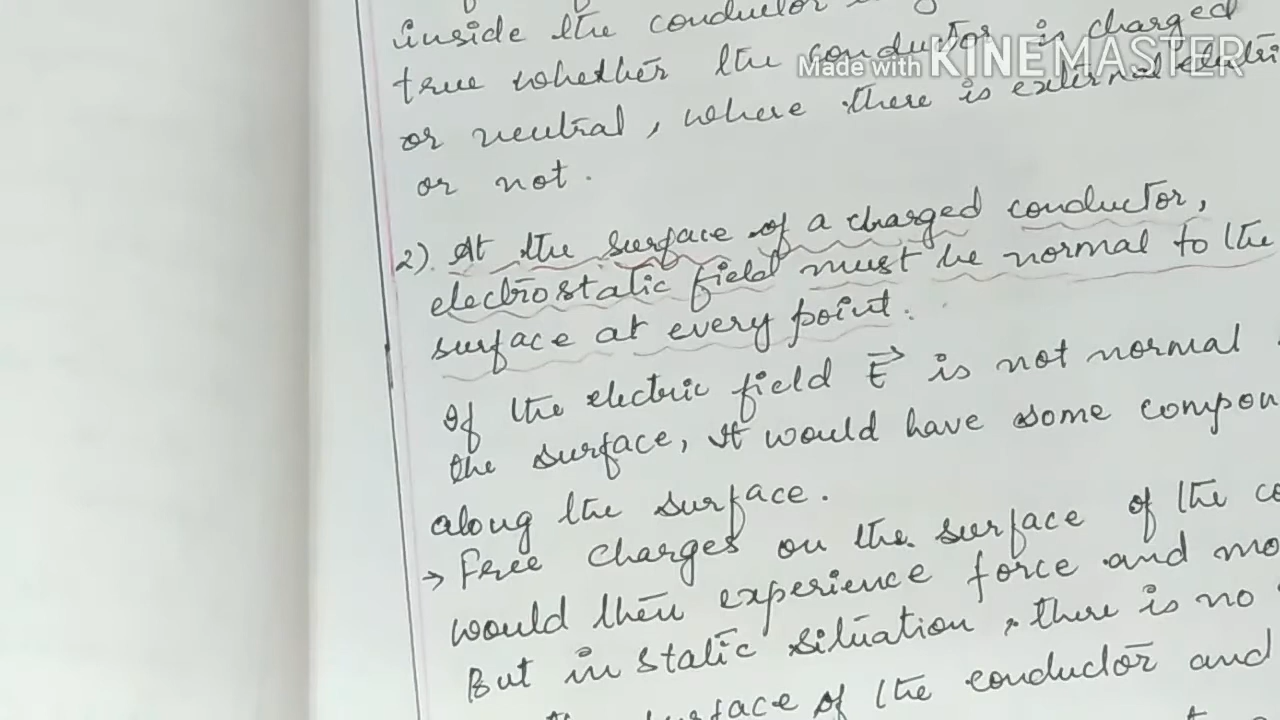 inside the conductor
true whether the conductor is charged
Made with KINEMASTER
or neutral, where there is external electri
or not.
2). At the surface of a charged conductor,
electrostatic field must be normal to the
surface at every point.
If the electric field E⃗ is not normal
the surface, It would have some compon
along the surface.
→ Free charges on the surface of the co
would then experience force and mo
But in static situation, there is no
surface of the conductor and